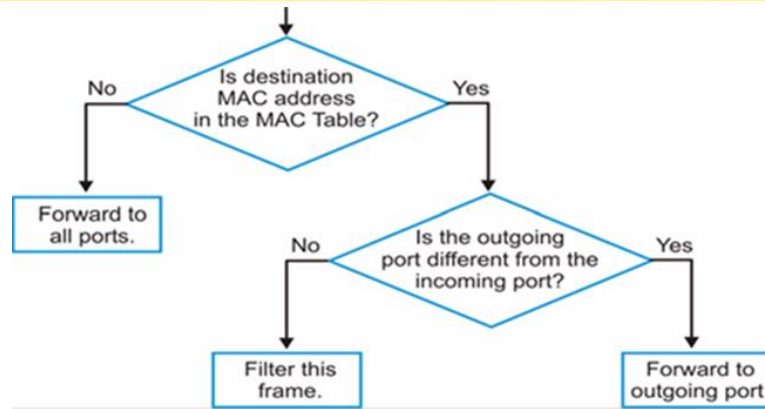 Is destination
MAC address
in the MAC Table?
No
Yes
Forward to
all ports.
Is the outgoing
port different from the
incoming port?
No
Yes
Filter this
frame.
Forward to
outgoing port